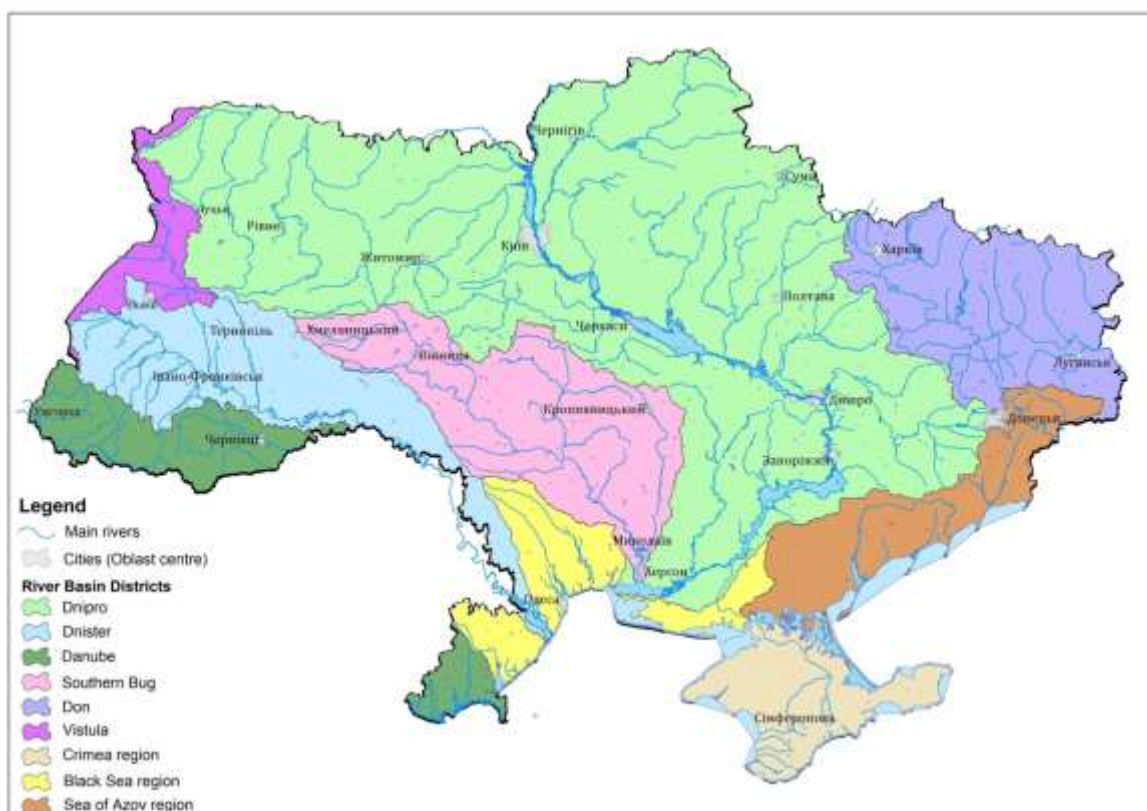 Чернігів
Суми
Луцьк
Рівне
Київ
Харків
Житомир
Полтава
Львів
Тернопіль
Хмельницький
Черкаси
Вінниця
Луганськ
Івано-Франківськ
Ужгород
Кропивницький
Дніпро
Донецьк
Чернівці
Запоріжжя
Миколаїв
Херсон
Одеса
Сімферополь
Legend
Main rivers
Cities (Oblast centre)
River Basin Districts
Dnipro
Dnister
Danube
Southern Bug
Don
Vistula
Crimea region
Black Sea region
Sea of Azov region